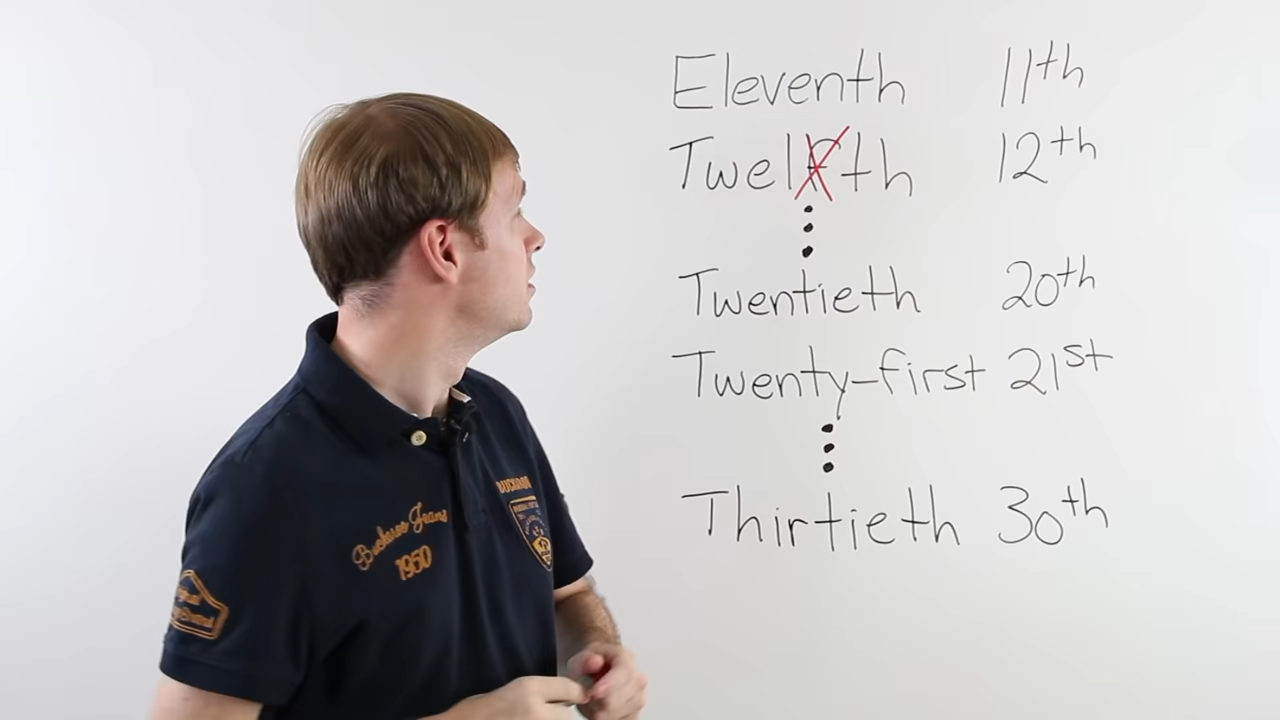 Eleventh 11th
Twelfth 12th
Twentieth 20th
Twenty-first 21st
Thirtieth 30th
Buckaroo Jeans
1950